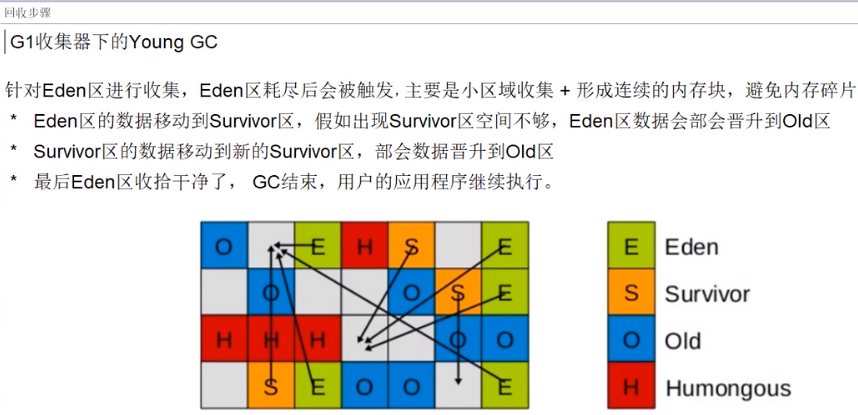 回收步骤
G1收集器下的Young GC
针对Eden区进行收集，Eden区耗尽后会被触发，主要是小区域收集 + 形成连续的内存块，避免内存碎片
* Eden区的数据移动到Survivor区，假如出现Survivor区空间不够，Eden区数据会部会晋升到Old区
* Survivor区的数据移动到新的Survivor区，部会数据晋升到Old区
* 最后Eden区收拾干净了， GC结束，用户的应用程序继续执行。
O E H S E
O O S E
H H H O O
S E O O E
E Eden
S Survivor
O Old
H Humongous